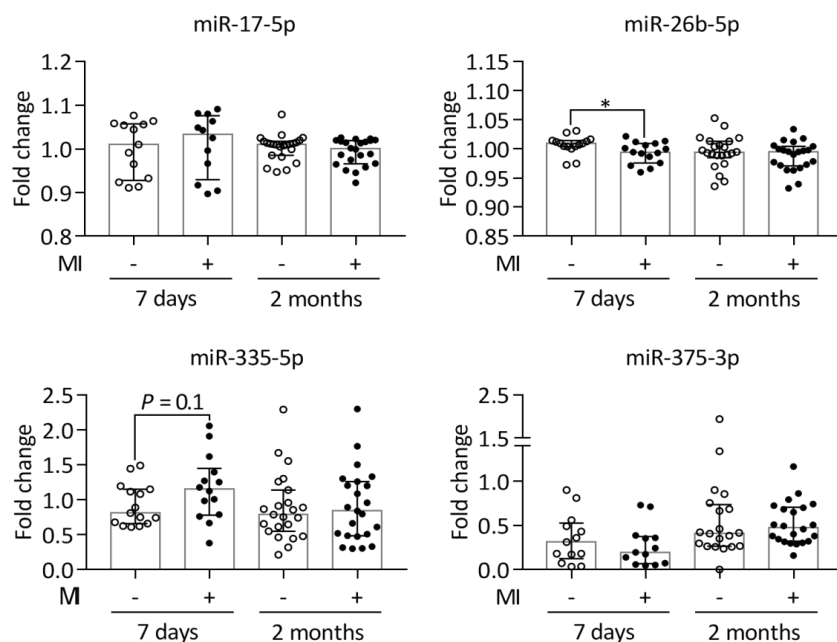 miR-17-5p
Fold change
1.2
1.1
1.0
0.9
0.8
MI - + - +
7 days 2 months
miR-26b-5p
Fold change
1.15
1.10
1.05
1.00
0.95
0.90
0.85
*
MI - + - +
7 days 2 months
miR-335-5p
Fold change
2.5
2.0
1.5
1.0
0.5
0.0
P = 0.1
MI - + - +
7 days 2 months
miR-375-3p
Fold change
2.5
1.5
1.0
0.5
0.0
MI - + - +
7 days 2 months